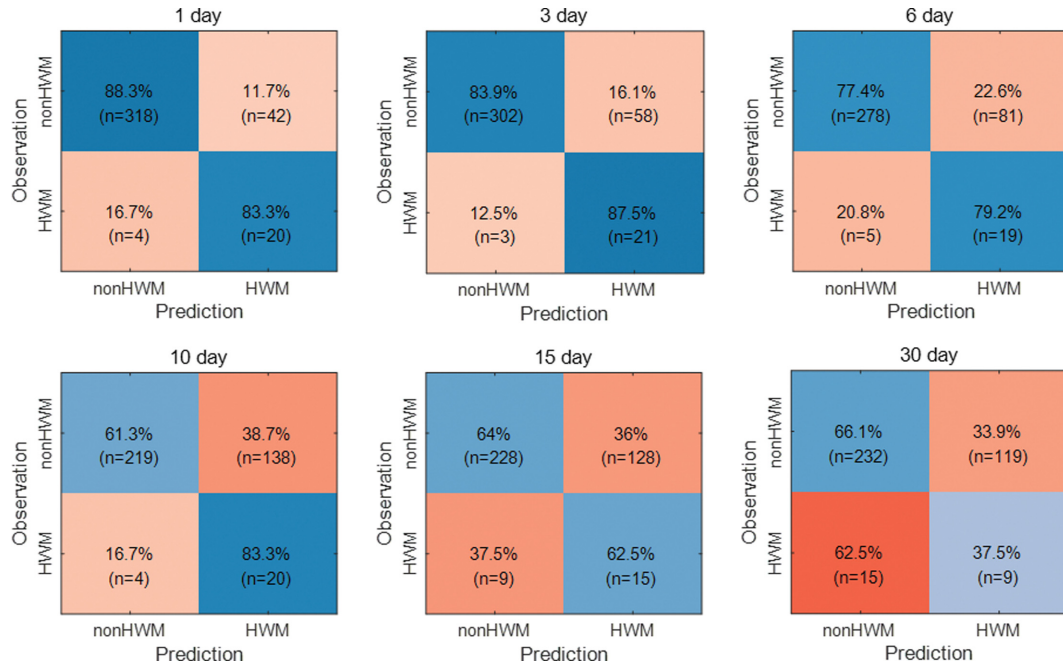 1 day
nonHWM
88.3%
(n=318)
11.7%
(n=42)
Observation
HWM
16.7%
(n=4)
83.3%
(n=20)
nonHWM
HWM
Prediction
3 day
nonHWM
83.9%
(n=302)
16.1%
(n=58)
Observation
HWM
12.5%
(n=3)
87.5%
(n=21)
nonHWM
HWM
Prediction
6 day
nonHWM
77.4%
(n=278)
22.6%
(n=81)
Observation
HWM
20.8%
(n=5)
79.2%
(n=19)
nonHWM
HWM
Prediction
10 day
nonHWM
61.3%
(n=219)
38.7%
(n=138)
Observation
HWM
16.7%
(n=4)
83.3%
(n=20)
nonHWM
HWM
Prediction
15 day
nonHWM
64%
(n=228)
36%
(n=128)
Observation
HWM
37.5%
(n=9)
62.5%
(n=15)
nonHWM
HWM
Prediction
30 day
nonHWM
66.1%
(n=232)
33.9%
(n=119)
Observation
HWM
62.5%
(n=15)
37.5%
(n=9)
nonHWM
HWM
Prediction